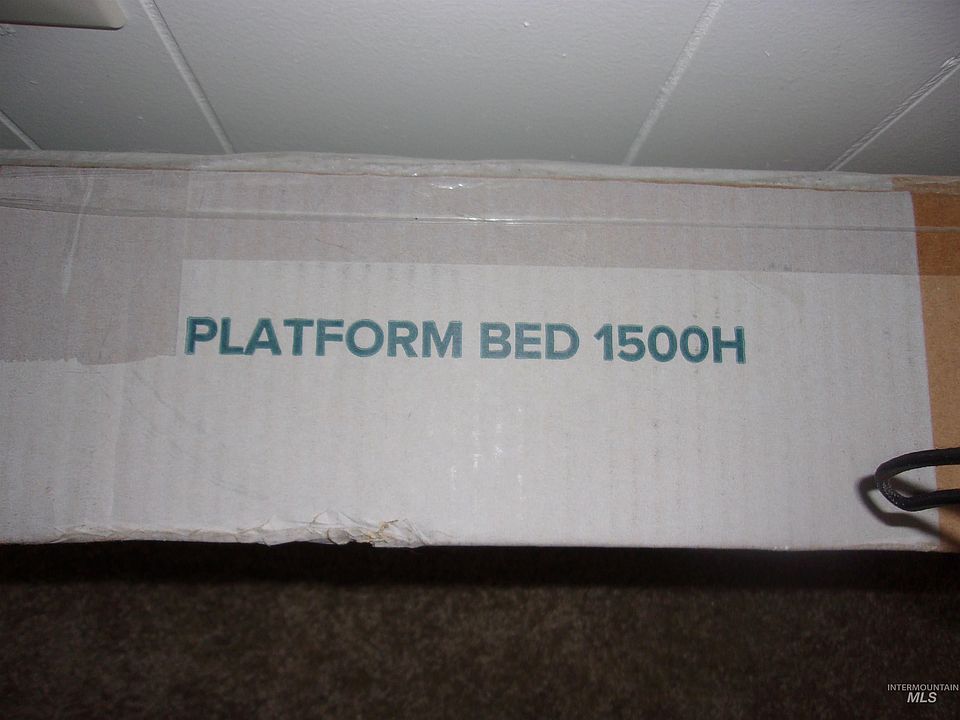 PLATFORM BED 1500H
INTERMOUNTAIN
MLS